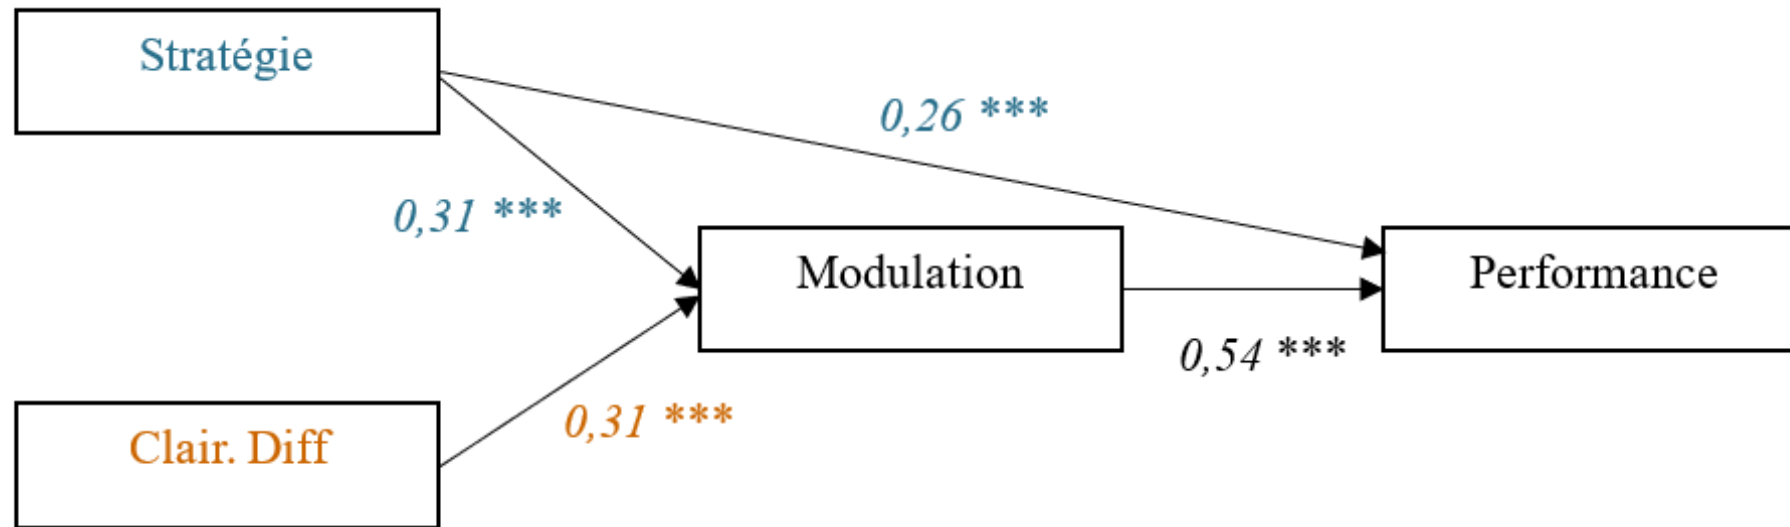 Stratégie
0,26 ***
0,31 ***
Modulation
Performance
0,54 ***
0,31 ***
Clair. Diff